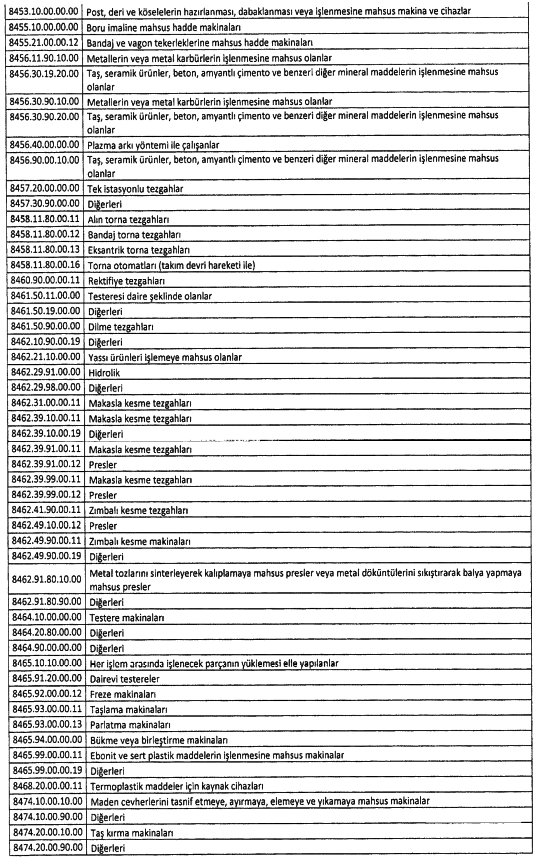 8453.10.00.00.00 Post, deri ve köselelerin hazırlanması, dabaklanması veya işlenmesine mahsus makina ve cihazlar
8455.10.00.00.00 Boru imaline mahsus hadde makinaları
8455.21.00.00.12 Bandaj ve vagon tekerleklerine mahsus hadde makinaları
8456.11.90.10.00 Metallerin veya metal karbürlerin işlenmesine mahsus olanlar
8456.30.19.20.00 Taş, seramik ürünler, beton, amyantlı çimento ve benzeri diğer mineral maddelerin işlenmesine mahsus
olanlar
8456.30.90.10.00 Metallerin veya metal karbürlerin işlenmesine mahsus olanlar
8456.30.90.20.00 Taş, seramik ürünler, beton, amyantlı çimento ve benzeri diğer mineral maddelerin işlenmesine mahsus
olanlar
8456.40.00.00.00 Plazma arkı yöntemi ile çalışanlar
8456.90.00.10.00 Taş, seramik ürünler, beton, amyantlı çimento ve benzeri diğer mineral maddelerin işlenmesine mahsus
olanlar
8457.20.00.00.00 Tek istasyonlu tezgahlar
8457.30.90.00.00 Diğerleri
8458.11.80.00.11 Alın torna tezgahları
8458.11.80.00.12 Bandaj torna tezgahları
8458.11.80.00.13 Eksantrik torna tezgahları
8458.11.80.00.16 Torna otomatları (takım devri hareketi ile)
8460.90.00.00.11 Rektifiye tezgahları
8461.50.11.00.00 Testeresi daire şeklinde olanlar
8461.50.19.00.00 Diğerleri
8461.50.90.00.00 Dilme tezgahları
8462.10.90.00.19 Diğerleri
8462.21.10.00.00 Yassı ürünleri işlemeye mahsus olanlar
8462.29.91.00.00 Hidrolik
8462.29.98.00.00 Diğerleri
8462.31.00.00.11 Makasla kesme tezgahları
8462.39.10.00.11 Makasla kesme tezgahları
8462.39.10.00.19 Diğerleri
8462.39.91.00.11 Makasla kesme tezgahları
8462.39.91.00.12 Presler
8462.39.99.00.11 Makasla kesme tezgahları
8462.39.99.00.12 Presler
8462.41.90.00.11 Zımbalı kesme tezgahları
8462.49.10.00.12 Presler
8462.49.90.00.11 Zımbalı kesme makinaları
8462.49.90.00.19 Diğerleri
8462.91.80.10.00 Metal tozlarını sinterleyerek kalıplamaya mahsus presler veya metal döküntülerini sıkıştırarak balya yapmaya
mahsus presler
8462.91.80.90.00 Diğerleri
8464.10.00.00.00 Testere makinaları
8464.20.80.00.00 Diğerleri
8464.90.00.00.00 Diğerleri
8465.10.10.00.00 Her işlem arasında işlenecek parçanın yüklemesi elle yapılanlar
8465.91.20.00.00 Dairevi testereler
8465.92.00.00.12 Freze makinaları
8465.93.00.00.11 Taşlama makinaları
8465.93.00.00.13 Parlatma makinaları
8465.94.00.00.00 Bükme veya birleştirme makinaları
8465.99.00.00.11 Ebonit ve sert plastik maddelerin işlenmesine mahsus makinalar
8465.99.00.00.19 Diğerleri
8468.20.00.00.11 Termoplastik maddeler için kaynak cihazları
8474.10.00.10.00 Maden cevherlerini tasnif etmeye, ayırmaya, elemeye ve yıkamaya mahsus makinalar
8474.10.00.90.00 Diğerleri
8474.20.00.10.00 Taş kırma makinaları
8474.20.00.90.00 Diğerleri